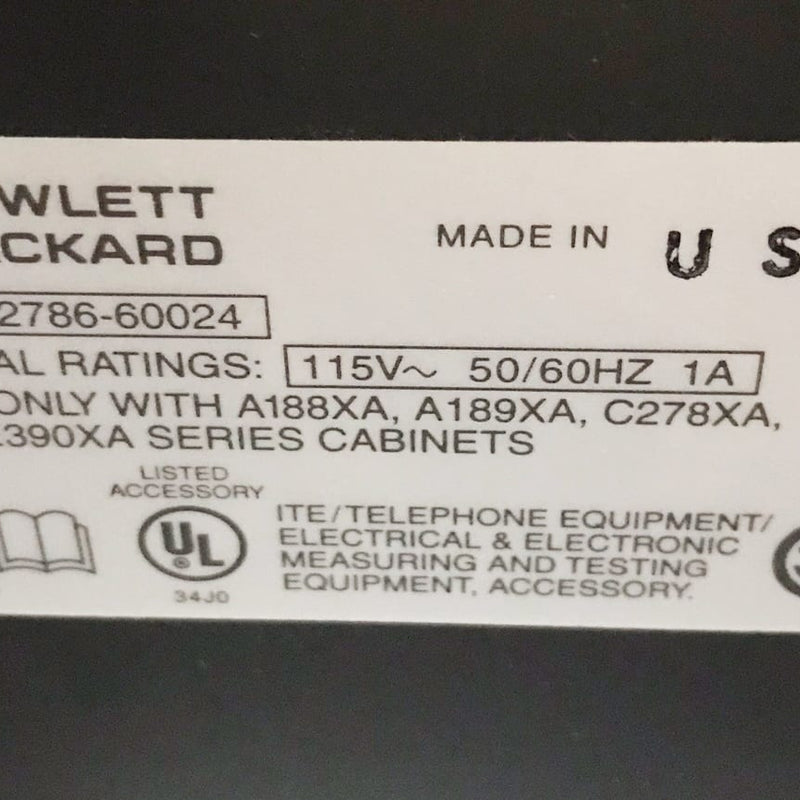 WLETT
CKARD
MADE IN U S
2786-60024
AL RATINGS: 115V~ 50/60HZ 1A
ONLY WITH A188XA, A189XA, C278XA,
390XA SERIES CABINETS
LISTED
ACCESSORY
UL
®
34J0
ITE/TELEPHONE EQUIPMENT/
ELECTRICAL & ELECTRONIC
MEASURING AND TESTING
EQUIPMENT, ACCESSORY.